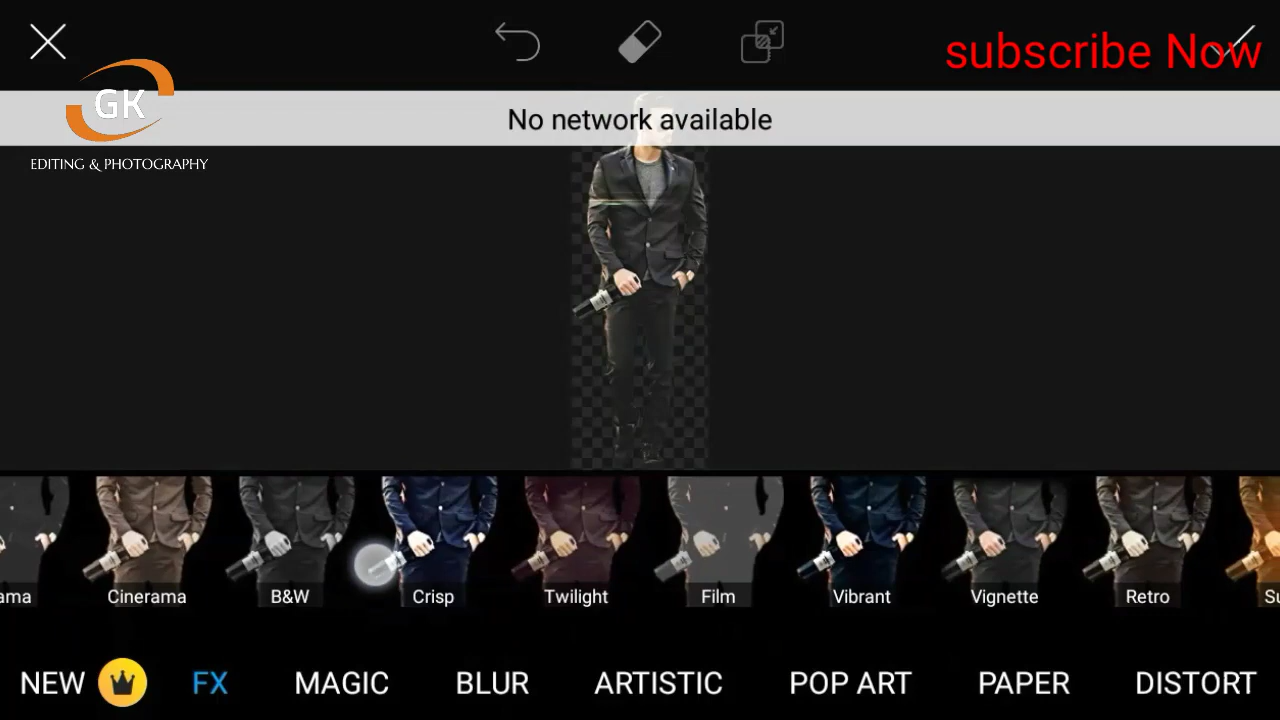 subscribe Now
GK
No network available
EDITING & PHOTOGRAPHY
ama
Cinerama
B&W
Crisp
Twilight
Film
Vibrant
Vignette
Retro
Su
NEW
FX
MAGIC
BLUR
ARTISTIC
POP ART
PAPER
DISTORT